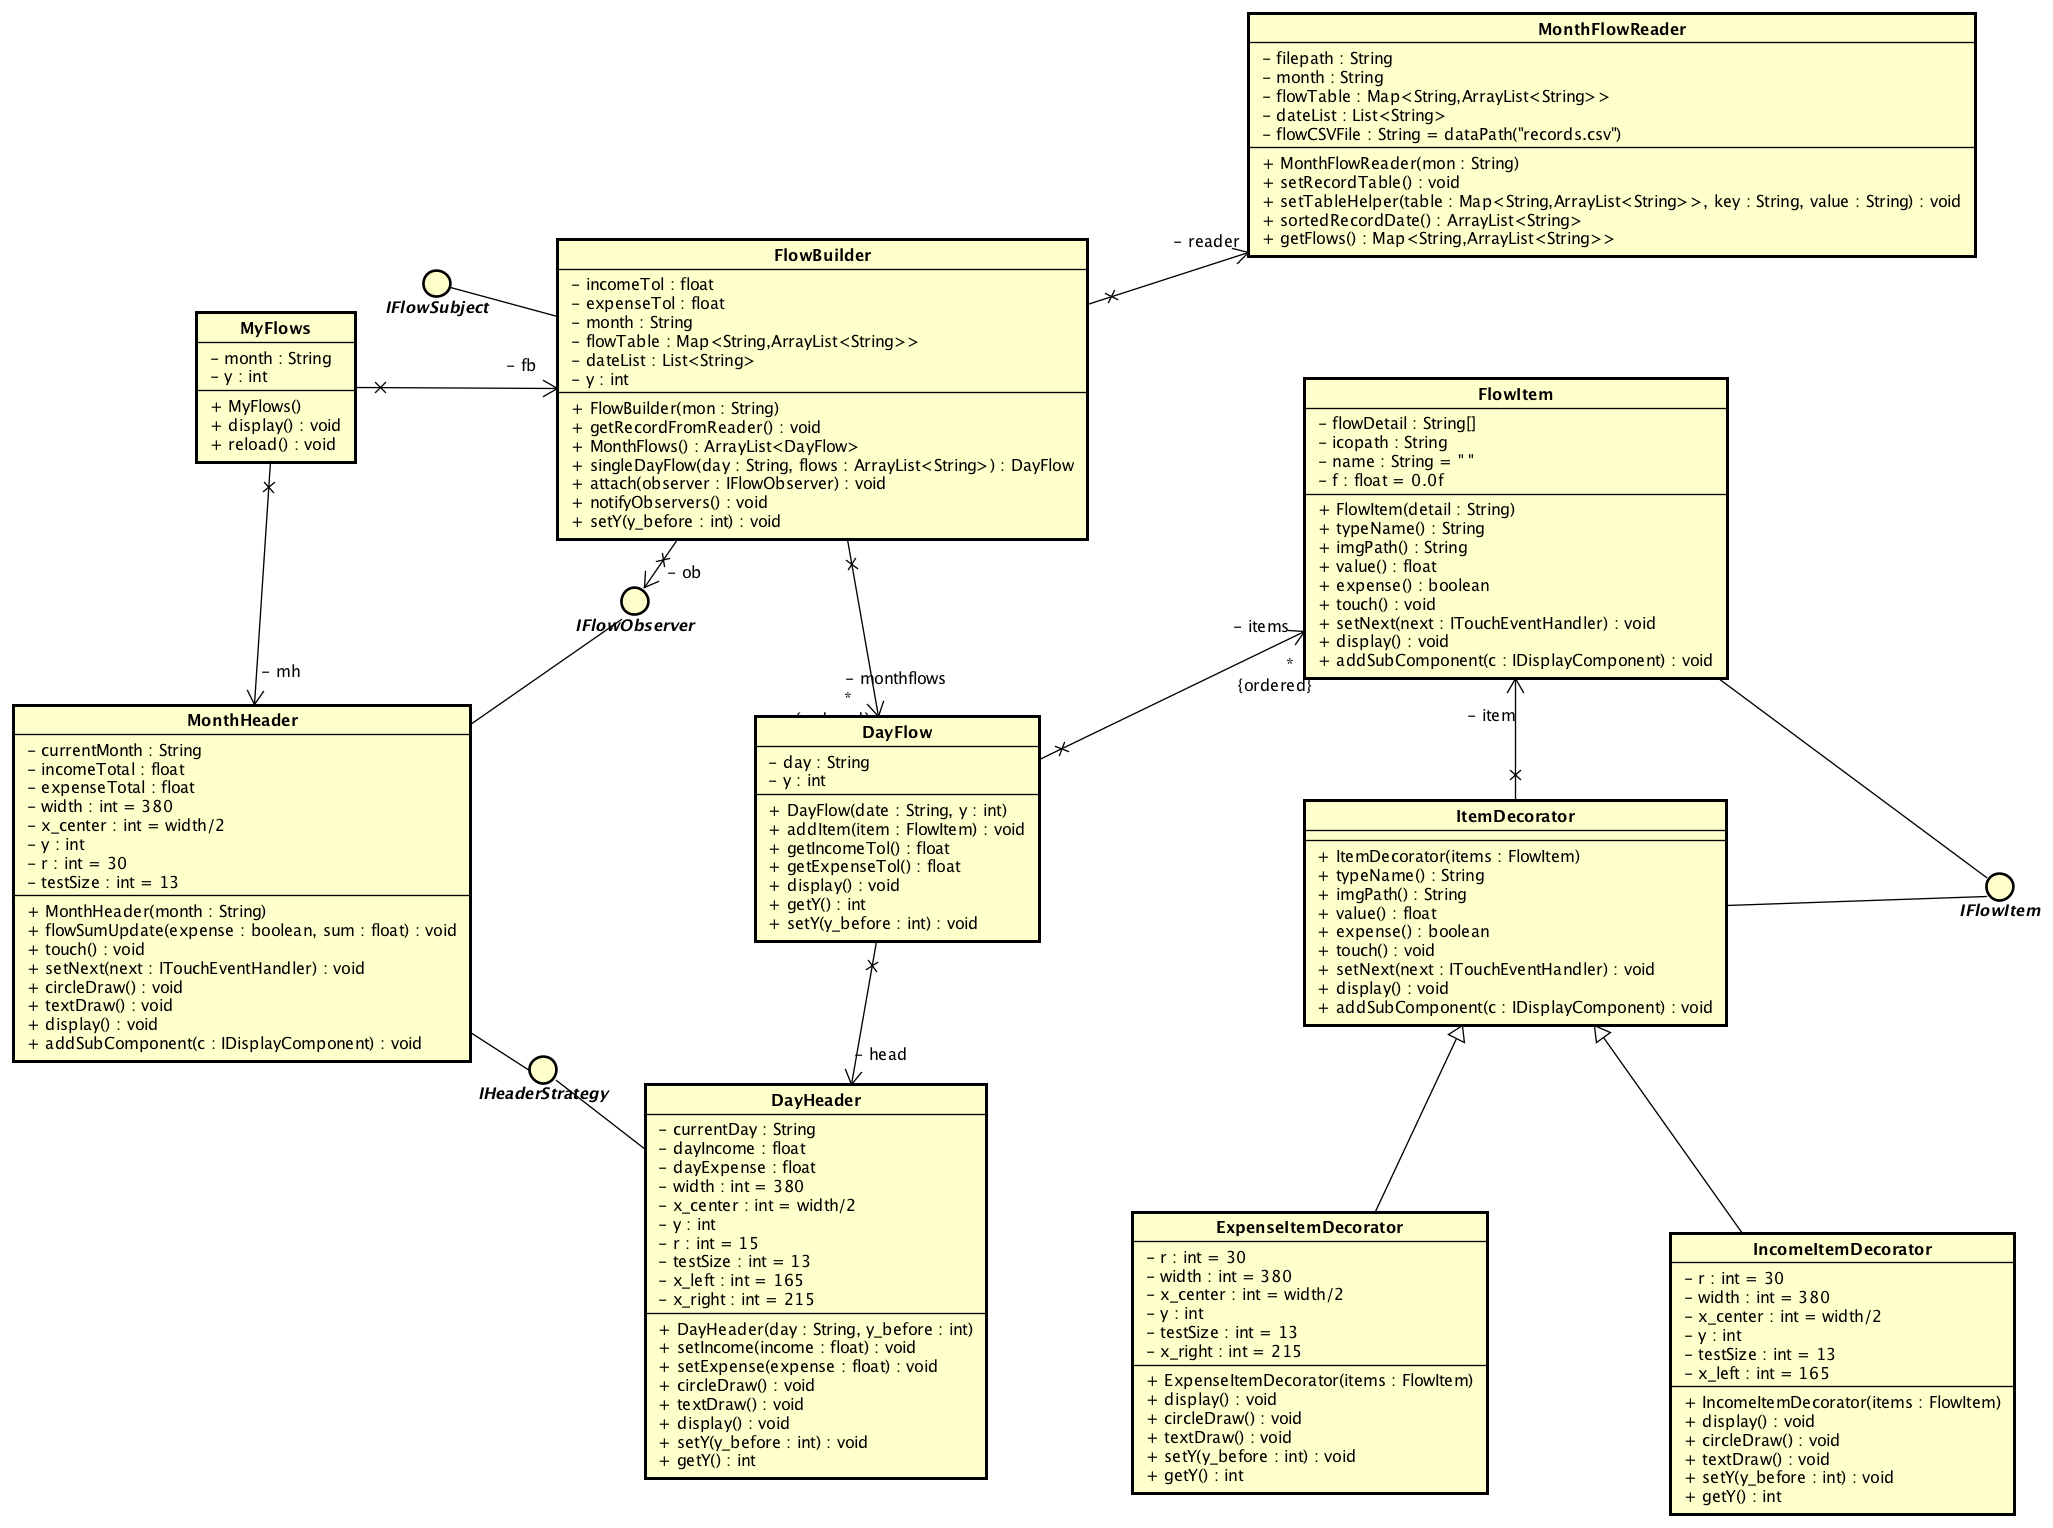 MonthFlowReader
- filepath : String
- month : String
- flowTable : Map<String,ArrayList<String>>
- dateList : List<String>
- flowCSVFile : String = dataPath("records.csv")
+ MonthFlowReader(mon : String)
+ setRecordTable() : void
+ setTableHelper(table : Map<String,ArrayList<String>>, key : String, value : String) : void
+ sortedRecordDate() : ArrayList<String>
+ getFlows() : Map<String,ArrayList<String>>
- reader
FlowBuilder
- incomeTol : float
- expenseTol : float
- month : String
- flowTable : Map<String,ArrayList<String>>
- dateList : List<String>
- y : int
+ FlowBuilder(mon : String)
+ getRecordFromReader() : void
+ MonthFlows() : ArrayList<DayFlow>
+ singleDayFlow(day : String, flows : ArrayList<String>) : DayFlow
+ attach(observer : IFlowObserver) : void
+ notifyObservers() : void
+ setY(y_before : int) : void
IFlowSubject
MyFlows
- month : String
- y : int
+ MyFlows()
+ display() : void
+ reload() : void
- fb
FlowItem
- flowDetail : String[]
- icopath : String
- name : String = " "
- f : float = 0.0f
+ FlowItem(detail : String)
+ typeName() : String
+ imgPath() : String
+ value() : float
+ expense() : boolean
+ touch() : void
+ setNext(next : ITouchEventHandler) : void
+ display() : void
+ addSubComponent(c : IDisplayComponent) : void
- ob
IFlowObserver
- items
*
{ordered}
- mh
- monthflows
*
- item
MonthHeader
- currentMonth : String
- incomeTotal : float
- expenseTotal : float
- width : int = 380
- x_center : int = width/2
- y : int
- r : int = 30
- testSize : int = 13
+ MonthHeader(month : String)
+ flowSumUpdate(expense : boolean, sum : float) : void
+ touch() : void
+ setNext(next : ITouchEventHandler) : void
+ circleDraw() : void
+ textDraw() : void
+ display() : void
+ addSubComponent(c : IDisplayComponent) : void
DayFlow
- day : String
- y : int
+ DayFlow(date : String, y : int)
+ addItem(item : FlowItem) : void
+ getIncomeTol() : float
+ getExpenseTol() : float
+ display() : void
+ getY() : int
+ setY(y_before : int) : void
ItemDecorator
+ ItemDecorator(items : FlowItem)
+ typeName() : String
+ imgPath() : String
+ value() : float
+ expense() : boolean
+ touch() : void
+ setNext(next : ITouchEventHandler) : void
+ display() : void
+ addSubComponent(c : IDisplayComponent) : void
IFlowItem
- head
IHeaderStrategy
DayHeader
- currentDay : String
- dayIncome : float
- dayExpense : float
- width : int = 380
- x_center : int = width/2
- y : int
- r : int = 15
- testSize : int = 13
- x_left : int = 165
- x_right : int = 215
+ DayHeader(day : String, y_before : int)
+ setIncome(income : float) : void
+ setExpense(expense : float) : void
+ circleDraw() : void
+ textDraw() : void
+ display() : void
+ setY(y_before : int) : void
+ getY() : int
ExpenseItemDecorator
- r : int = 30
- width : int = 380
- x_center : int = width/2
- y : int
- testSize : int = 13
- x_right : int = 215
+ ExpenseItemDecorator(items : FlowItem)
+ display() : void
+ circleDraw() : void
+ textDraw() : void
+ setY(y_before : int) : void
+ getY() : int
IncomeItemDecorator
- r : int = 30
- width : int = 380
- x_center : int = width/2
- y : int
- testSize : int = 13
- x_left : int = 165
+ IncomeItemDecorator(items : FlowItem)
+ display() : void
+ circleDraw() : void
+ textDraw() : void
+ setY(y_before : int) : void
+ getY() : int